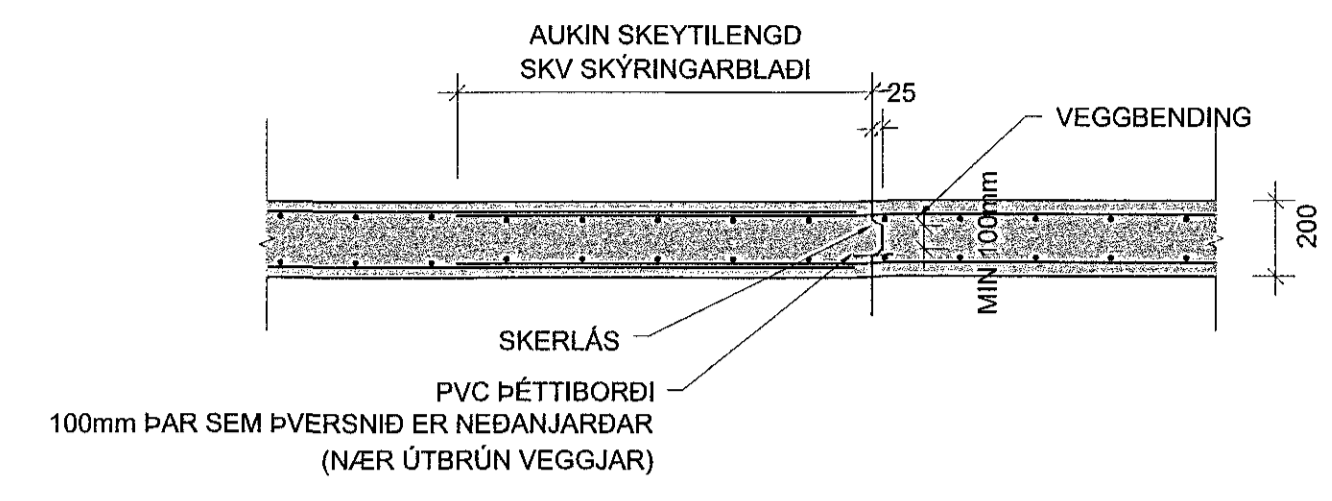 AUKIN SKEYTILENGD
SKV SKÝRINGARBLAÐI
25
VEGGBENDING
MIN 100mm
200
SKERLÁS
PVC ÞÉTTIBORÐI
100mm ÞAR SEM ÞVERSNIÐ ER NEÐANJARÐAR
(NÆR ÚTBRÚN VEGGJAR)